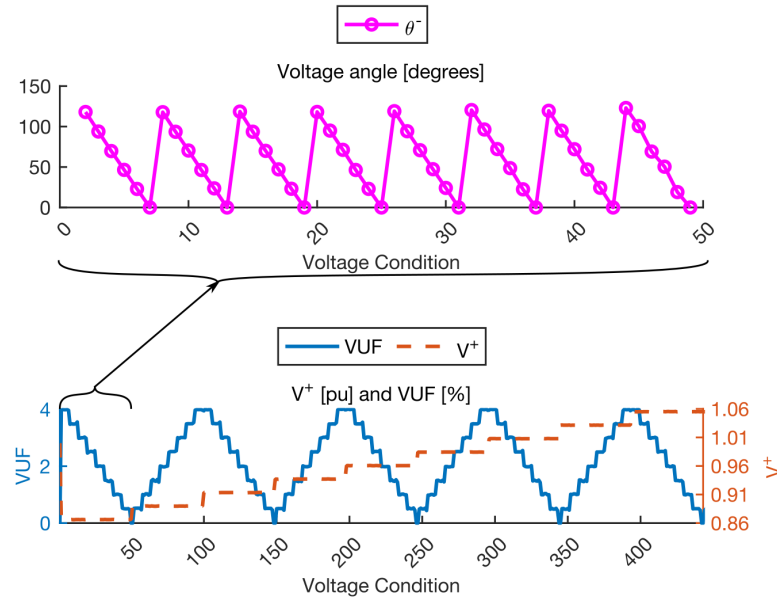 θ-
Voltage angle [degrees]
150
100
50
0
0 10 20 30 40 50
Voltage Condition
VUF V+
V+ [pu] and VUF [%]
4 1.06
1.01
VUF 2 0.96 V+
0.91
0 0.86
50 100 150 200 250 300 350 400
Voltage Condition